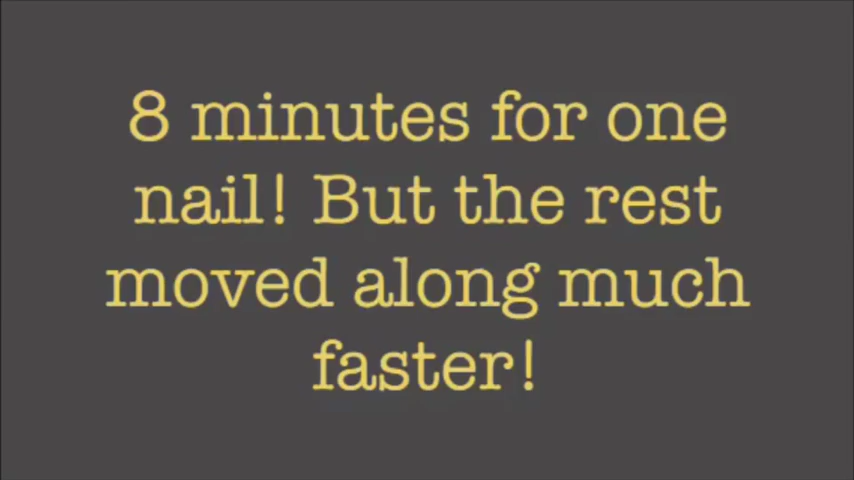 8 minutes for one
nail! But the rest
moved along much
faster!